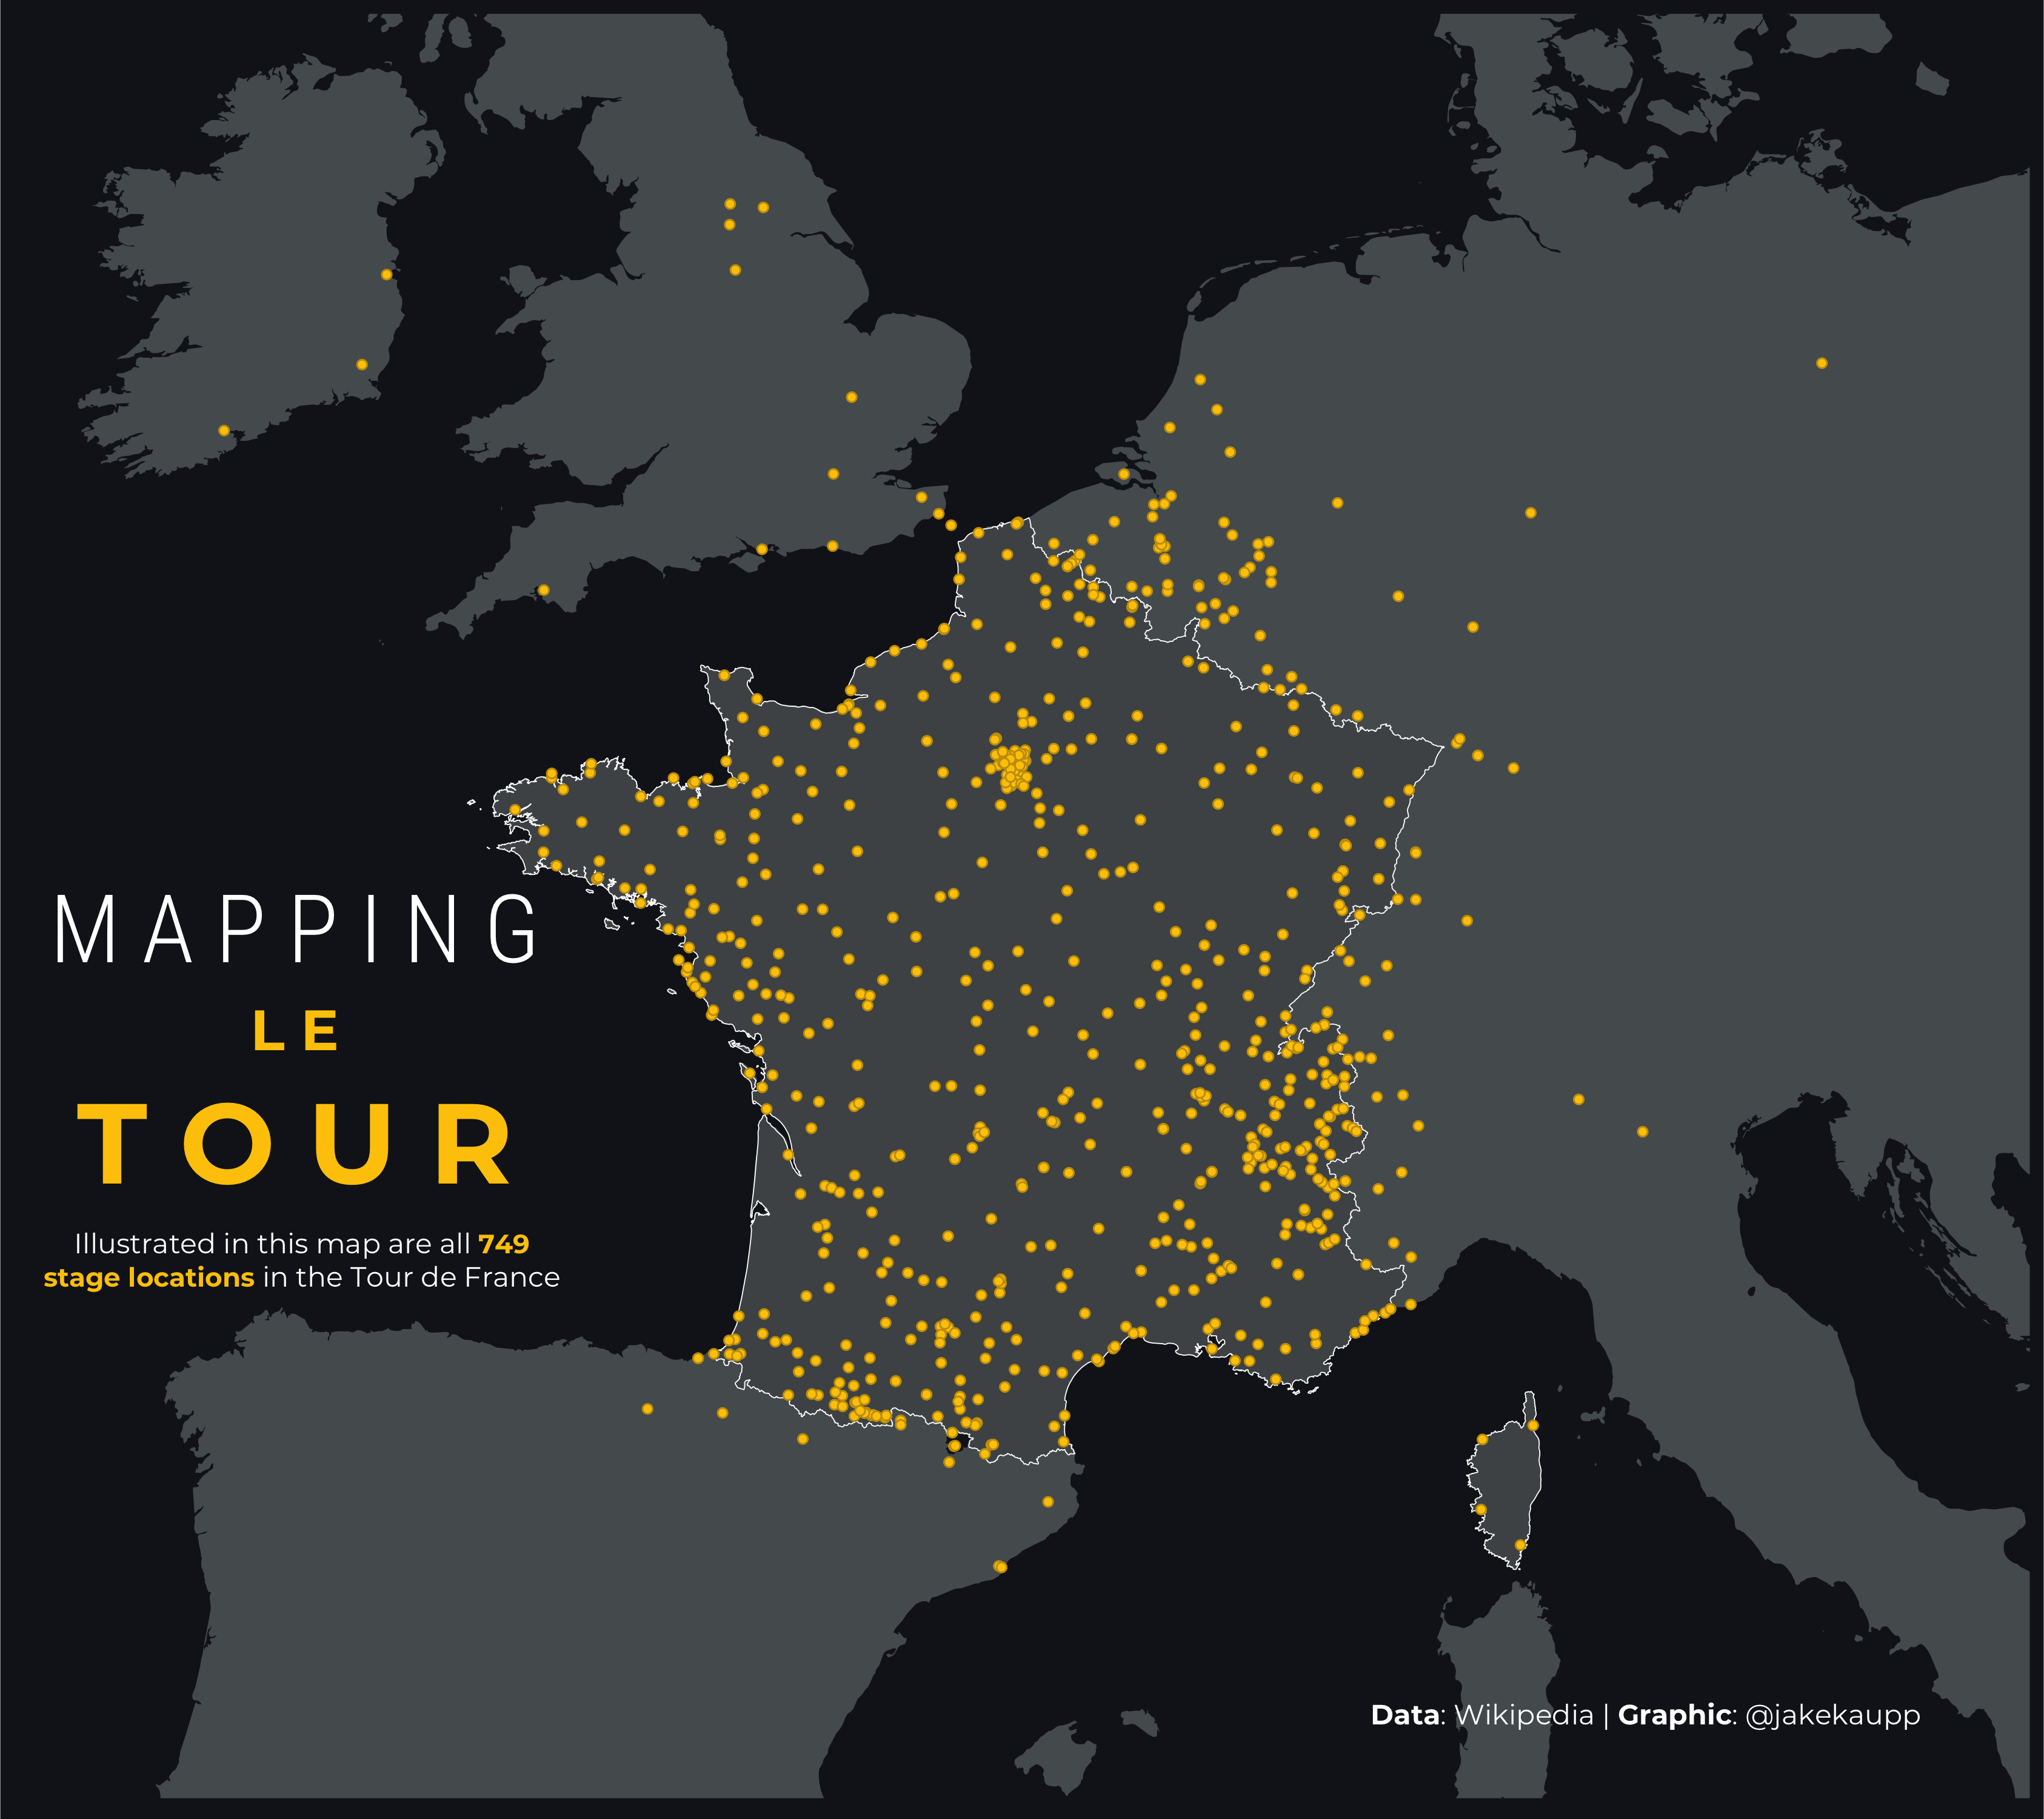 MAPPING
LE
TOUR
Illustrated in this map are all 749
stage locations in the Tour de France
Data: Wikipedia | Graphic: @jakekaupp